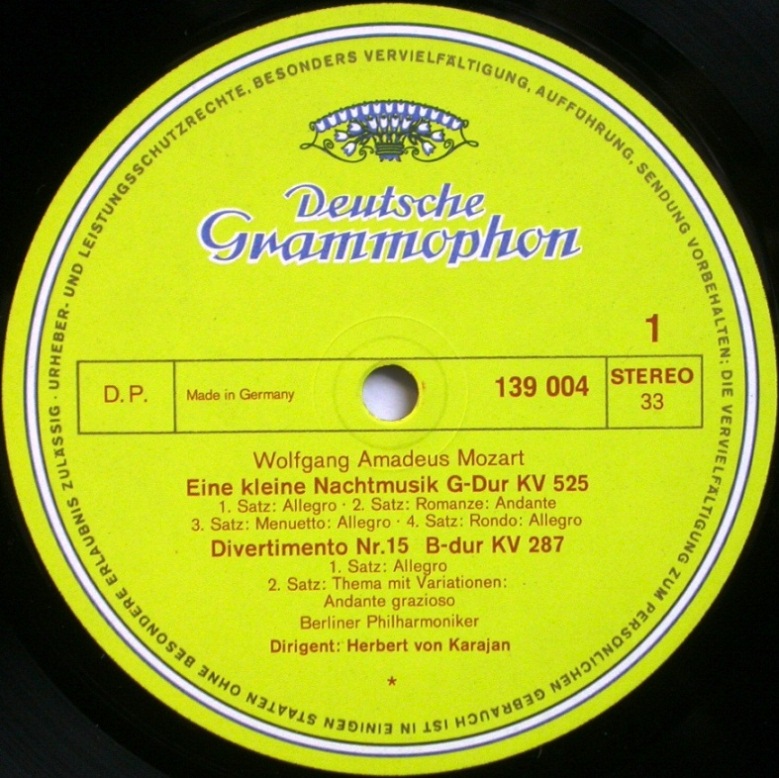 URHEBER- UND LEISTUNGSSCHUTZRECHTE, BESONDERS VERVIELFÄLTIGUNG, AUFFÜHRUNG, SENDUNG VORBEHALTEN; DIE VERVIELFÄLTIGUNG ZUM PERSÖNLICHEN GEBRAUCH IST IN EINIGEN STAATEN OHNE BESONDERE ERLAUBNIS ZULÄSSIG ·
Deutsche
Grammophon
1
D.P. Made in Germany 139 004 STEREO
33
Wolfgang Amadeus Mozart
Eine kleine Nachtmusik G-Dur KV 525
1. Satz: Allegro · 2. Satz: Romanze: Andante
3. Satz: Menuetto: Allegro · 4. Satz: Rondo: Allegro
Divertimento Nr.15 B-dur KV 287
1. Satz: Allegro
2. Satz: Thema mit Variationen:
Andante grazioso
Berliner Philharmoniker
Dirigent: Herbert von Karajan
*